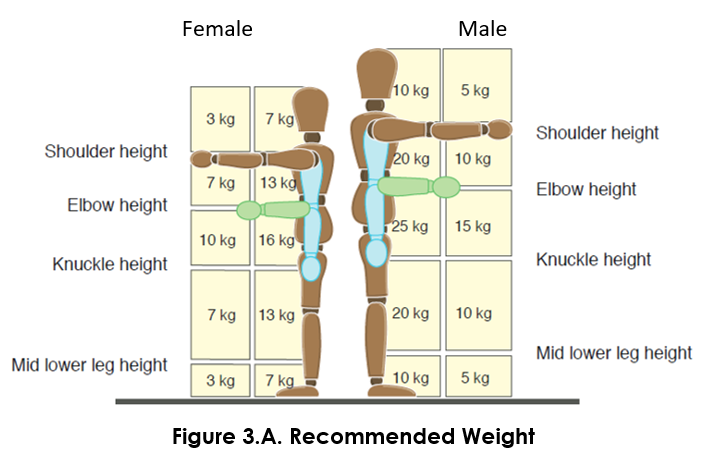 Female Male
10 kg 5 kg
3 kg 7 kg
Shoulder height
Shoulder height
20 kg 10 kg
7 kg 13 kg
Elbow height
Elbow height
25 kg 15 kg
10 kg 16 kg
Knuckle height
Knuckle height
7 kg 13 kg 20 kg 10 kg
Mid lower leg height
Mid lower leg height
3 kg 7 kg 10 kg 5 kg
Figure 3.A. Recommended Weight